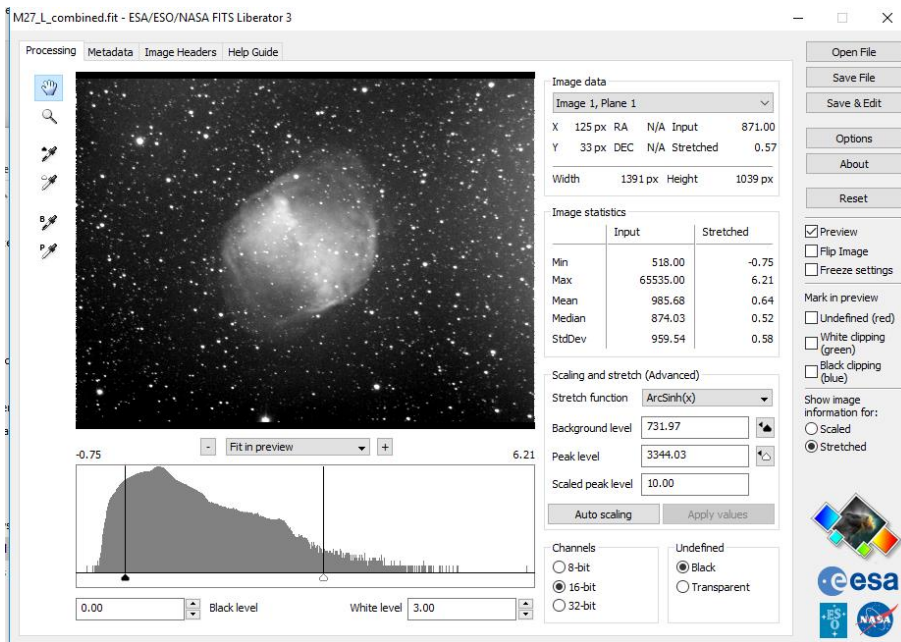 M27_L_combined.fit - ESA/ESO/NASA FITS Liberator 3
Processing Metadata Image Headers Help Guide
Open File
Save File
Save & Edit
Options
About
Reset
Preview
Flip Image
Freeze settings
Mark in preview
Undefined (red)
White clipping
(green)
Black clipping
(blue)
Show image
information for:
Scaled
Stretched
Image data
Image 1, Plane 1
X 125 px RA N/A Input 871.00
Y 33 px DEC N/A Stretched 0.57
Width 1391 px Height 1039 px
Image statistics
Input Stretched
Min 518.00 -0.75
Max 65535.00 6.21
Mean 985.68 0.64
Median 874.03 0.52
StdDev 959.54 0.58
Scaling and stretch (Advanced)
Stretch function ArcSinh(x)
Background level 731.97
Peak level 3344.03
Scaled peak level 10.00
Auto scaling Apply values
Channels
8-bit
16-bit
32-bit
Undefined
Black
Transparent
B
P
- Fit in preview +
-0.75 6.21
0.00 Black level White level 3.00
esa
ESO
NASA